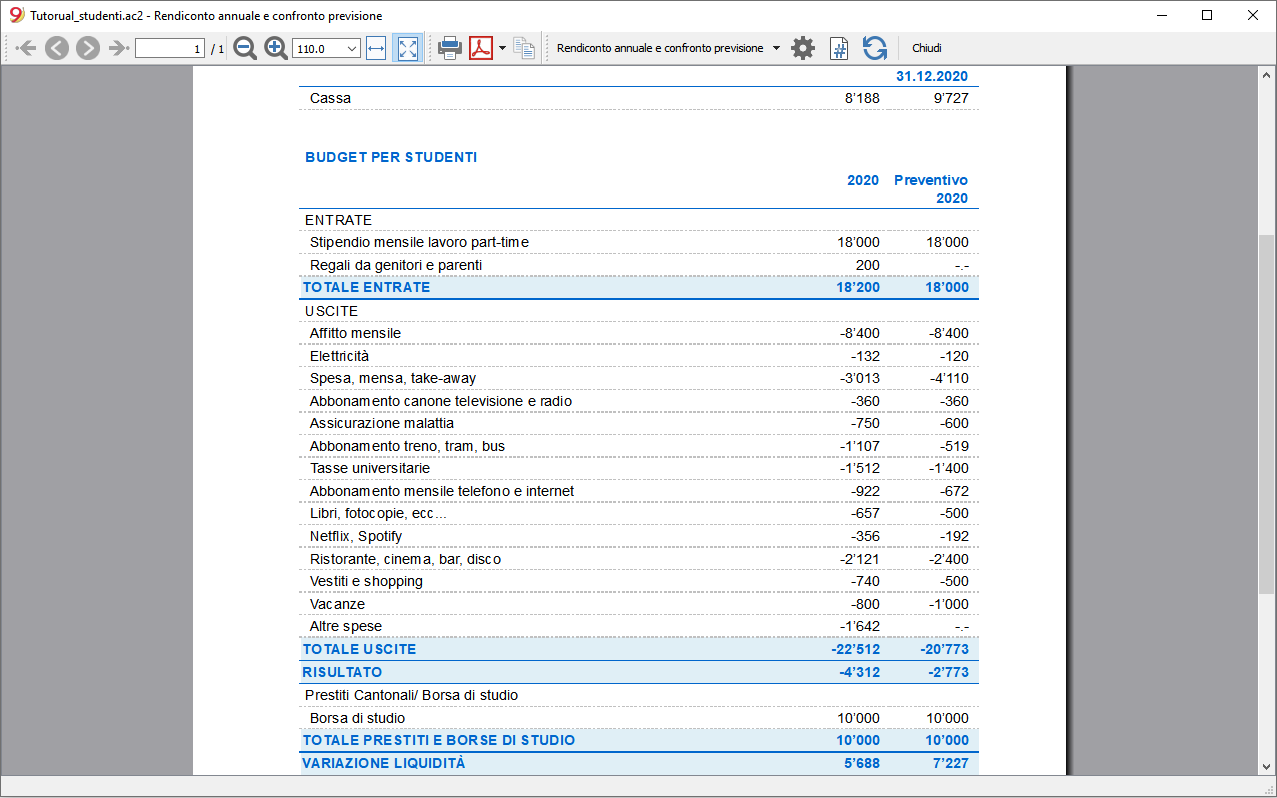 Tutorual_studenti.ac2 - Rendiconto annuale e confronto previsione
1 / 1 110.0 Rendiconto annuale e confronto previsione Chiudi
31.12.2020
Cassa 8'188 9'727
BUDGET PER STUDENTI
2020 Preventivo
2020
ENTRATE
Stipendio mensile lavoro part-time 18'000 18'000
Regali da genitori e parenti 200 -.-
TOTALE ENTRATE 18'200 18'000
USCITE
Affitto mensile -8'400 -8'400
Elettricità -132 -120
Spesa, mensa, take-away -3'013 -4'110
Abbonamento canone televisione e radio -360 -360
Assicurazione malattia -750 -600
Abbonamento treno, tram, bus -1'107 -519
Tasse universitarie -1'512 -1'400
Abbonamento mensile telefono e internet -922 -672
Libri, fotocopie, ecc... -657 -500
Netflix, Spotify -356 -192
Ristorante, cinema, bar, disco -2'121 -2'400
Vestiti e shopping -740 -500
Vacanze -800 -1'000
Altre spese -1'642 -.-
TOTALE USCITE -22'512 -20'773
RISULTATO -4'312 -2'773
Prestiti Cantonali/ Borsa di studio
Borsa di studio 10'000 10'000
TOTALE PRESTITI E BORSE DI STUDIO 10'000 10'000
VARIAZIONE LIQUIDITÀ 5'688 7'227